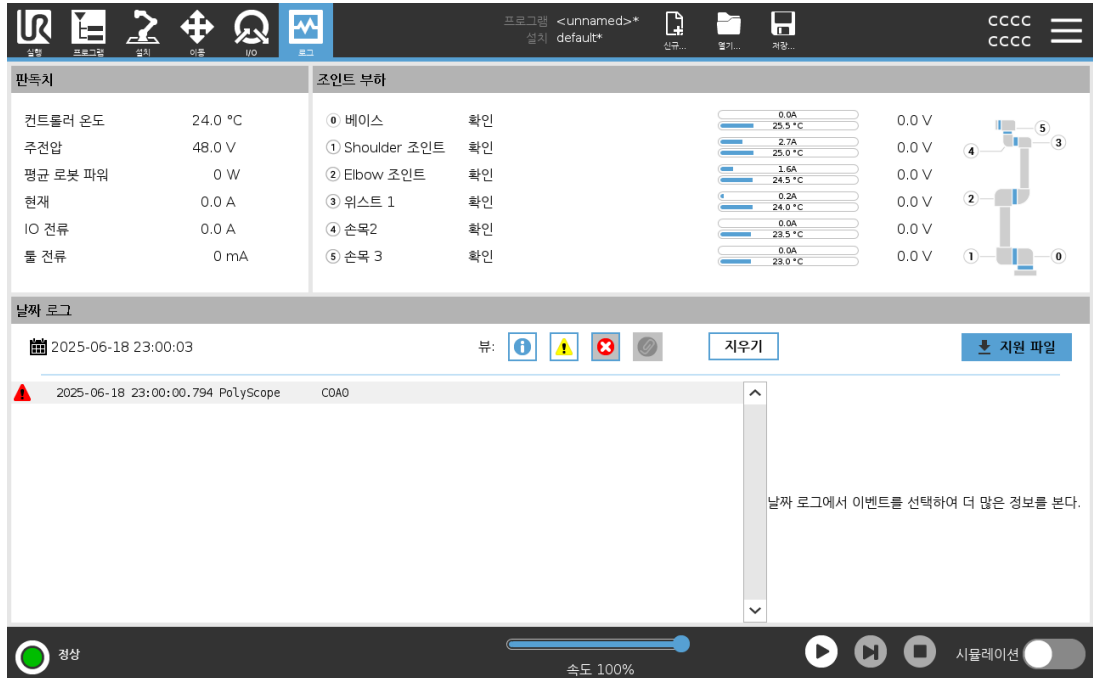 프로그램 <unnamed>*
설치 default*
cccc
cccc
실행 프로그램 설치 이동 I/O 로그 신규... 열기... 저장...
판독치
조인트 부하
컨트롤러 온도 24.0 °C
주전압 48.0 V
평균 로봇 파워 0 W
현재 0.0 A
IO 전류 0.0 A
툴 전류 0 mA
0 베이스 확인 0.0A 25.5 °C 0.0 V
1 Shoulder 조인트 확인 2.7A 25.0 °C 0.0 V
2 Elbow 조인트 확인 1.6A 24.5 °C 0.0 V
3 위스트 1 확인 0.2A 24.0 °C 0.0 V
4 손목2 확인 0.0A 23.5 °C 0.0 V
5 손목 3 확인 0.0A 23.0 °C 0.0 V
5
3
4
2
1
0
날짜 로그
2025-06-18 23:00:03
뷰:
지우기
지원 파일
2025-06-18 23:00:00.794 PolyScope C0A0
날짜 로그에서 이벤트를 선택하여 더 많은 정보를 본다.
정상
속도 100%
시뮬레이션